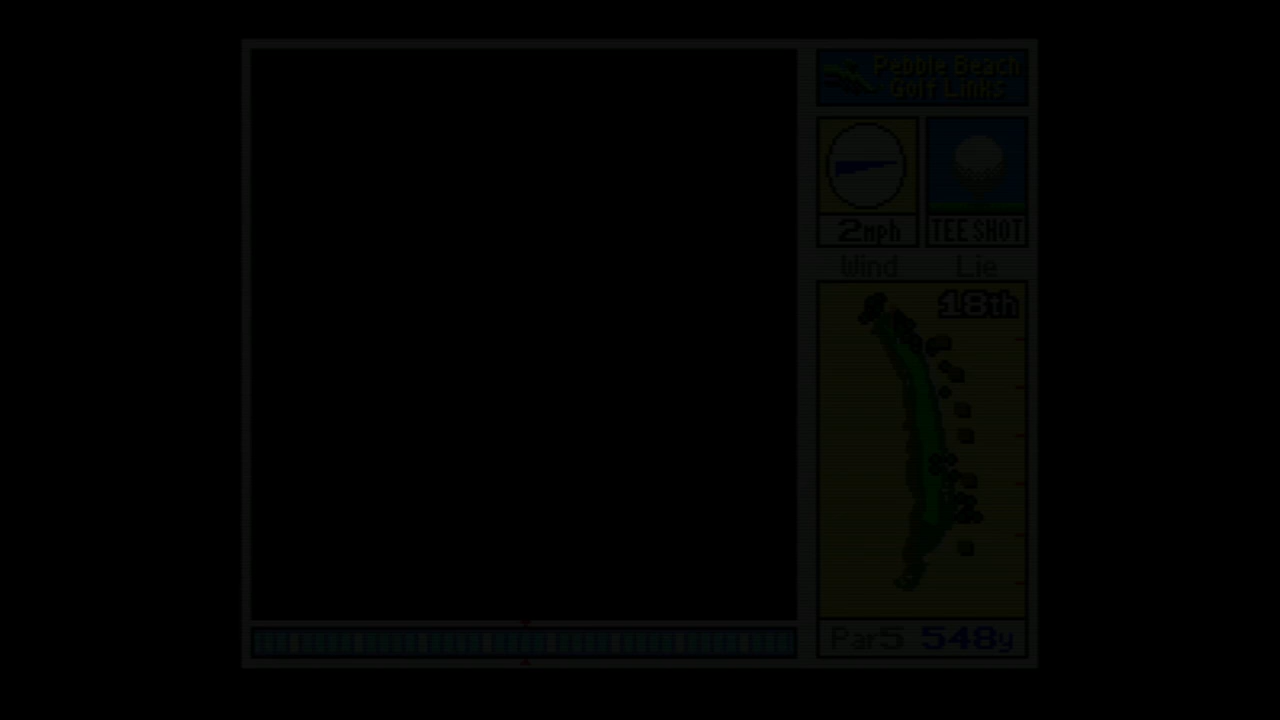 Pebble Beach
Golf Links
2mph
TEE SHOT
Wind
Lie
18th
Par5 548y